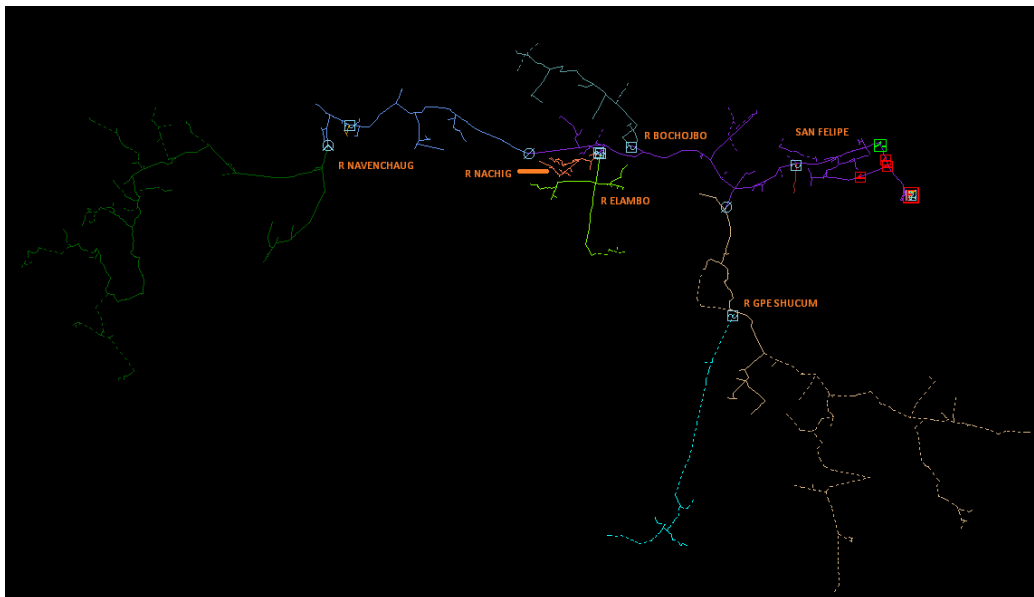 R BOCHOJBO
SAN FELIPE
R NAVENCHAUG
R NACHIG
R ELAMBO
R GPE SHUCUM